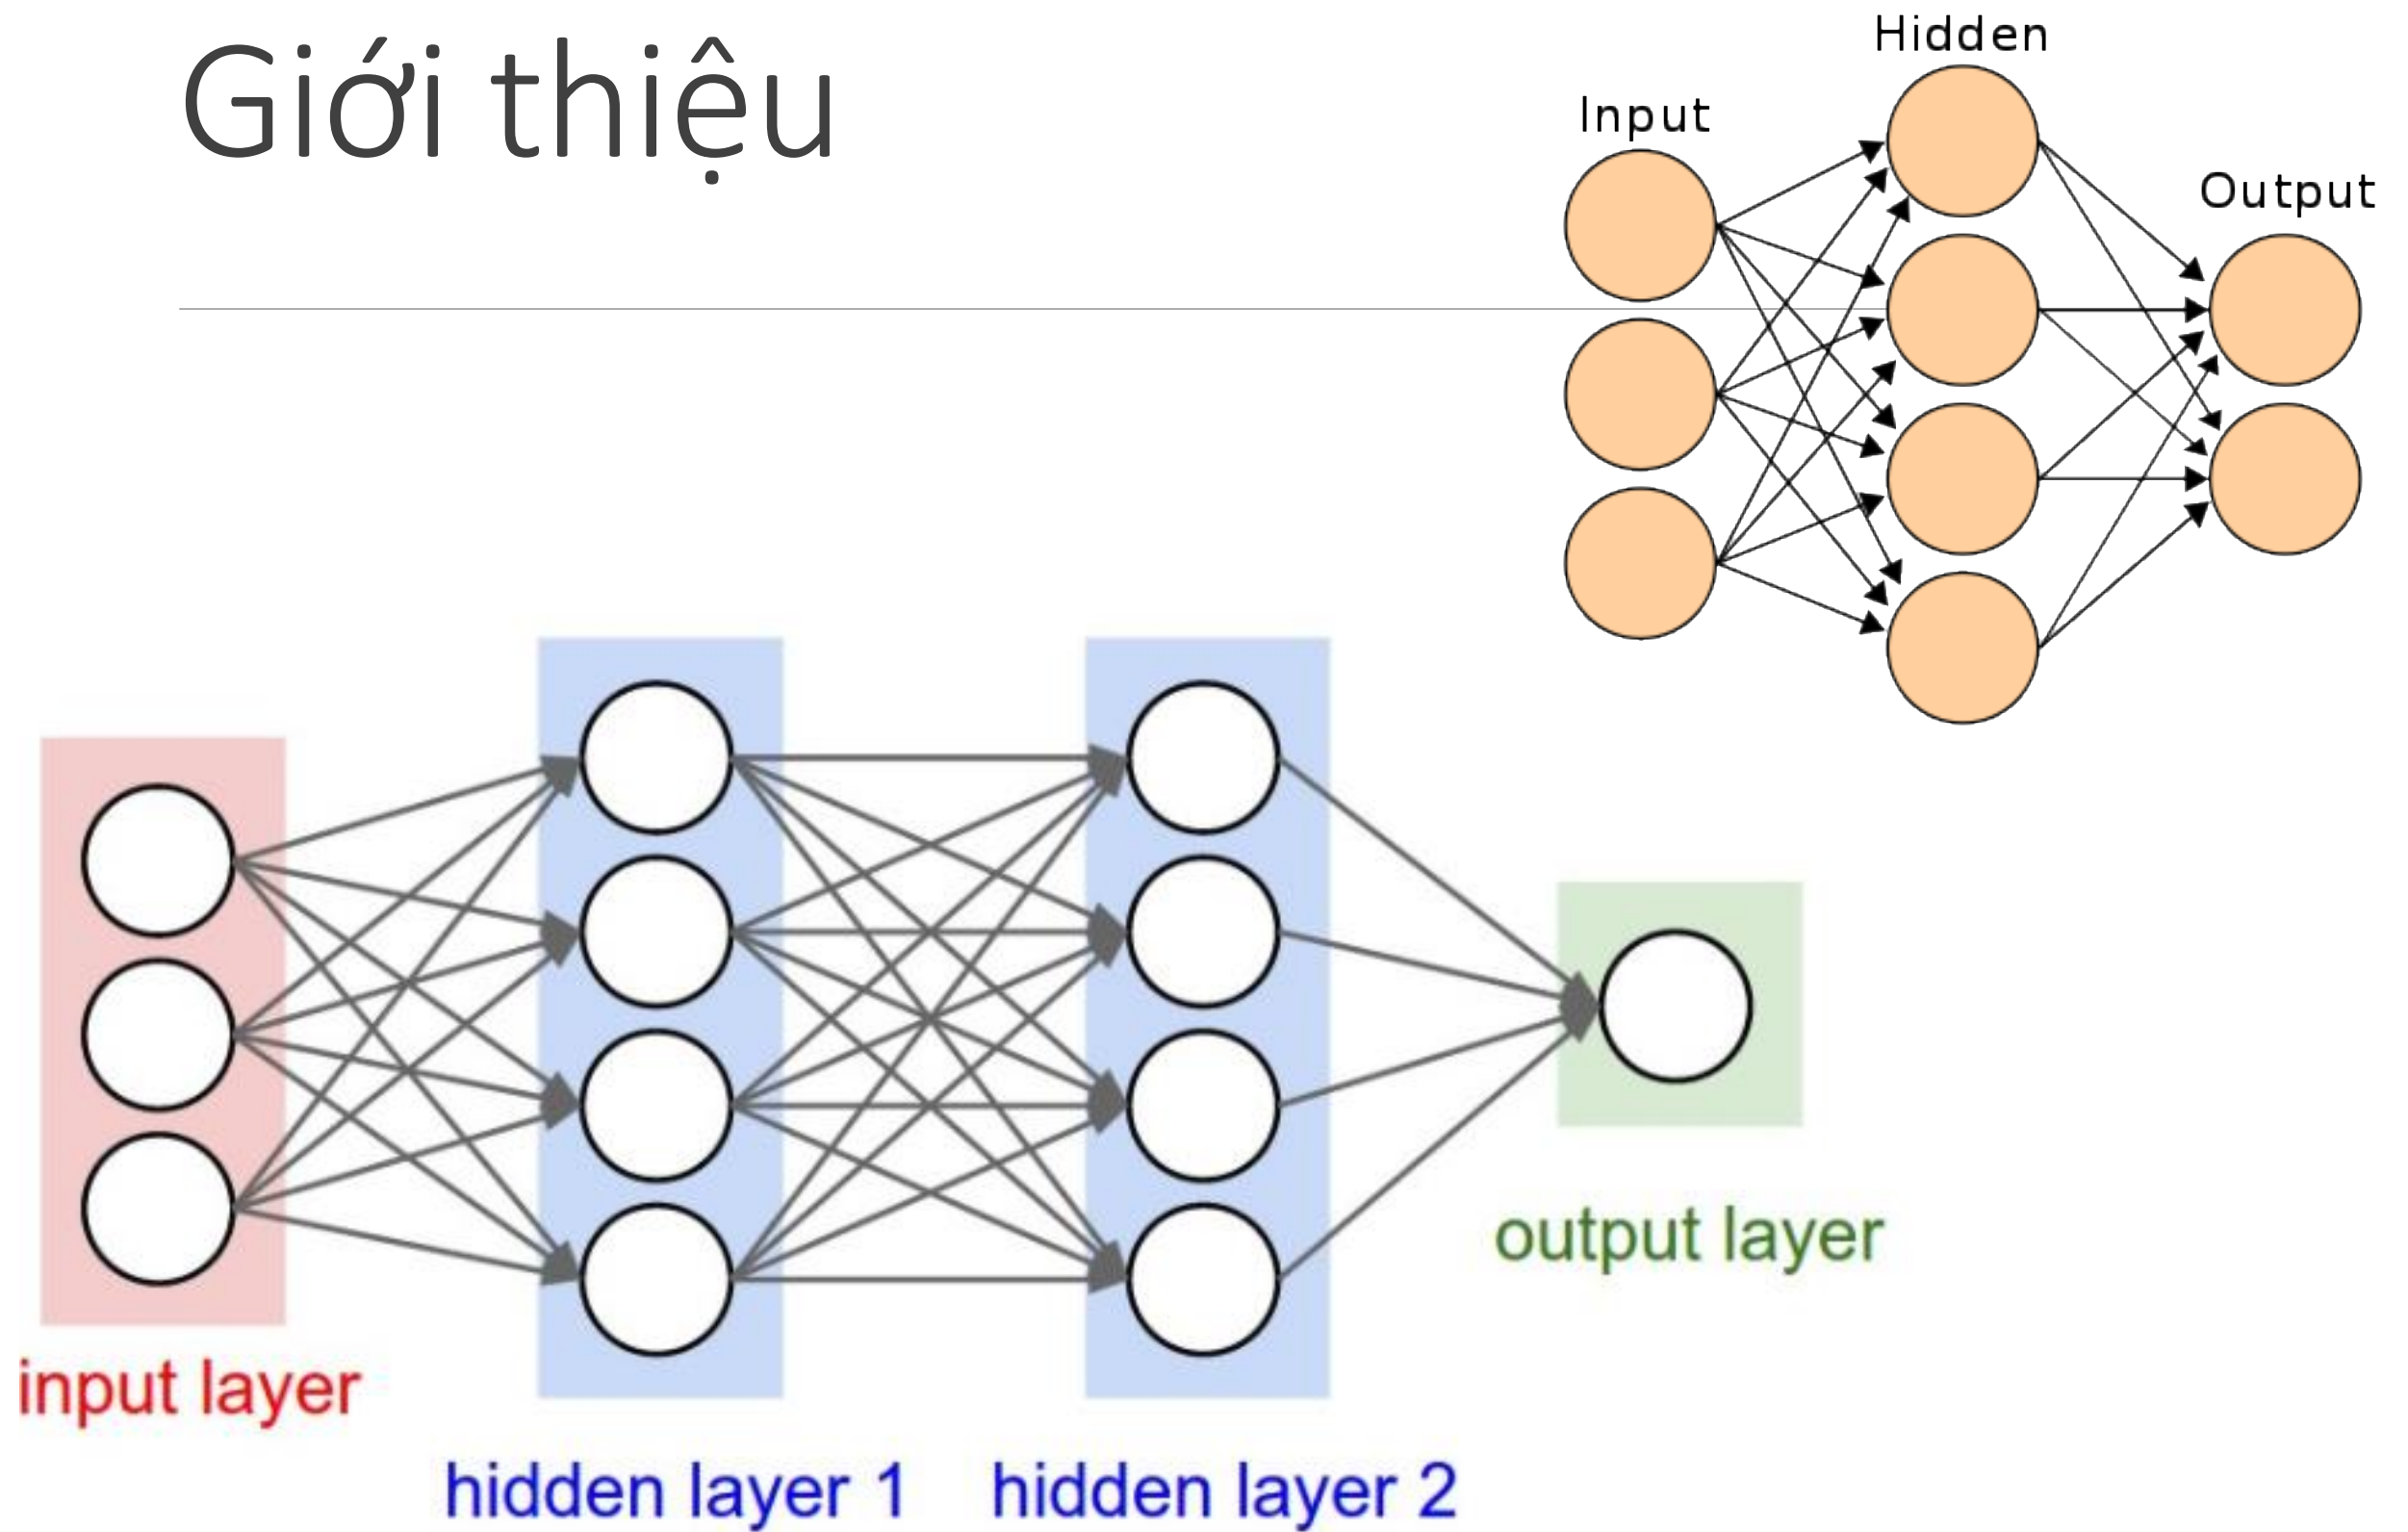 Giới thiệu
Hidden
Input
Output
output layer
input layer
hidden layer 1
hidden layer 2